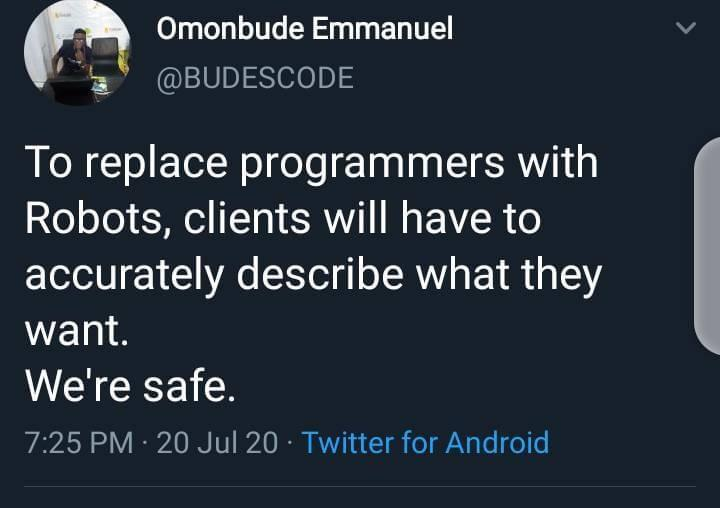 Omonbude Emmanuel
@BUDESCODE
To replace programmers with
Robots, clients will have to
accurately describe what they
want.
We're safe.
7:25 PM · 20 Jul 20 · Twitter for Android